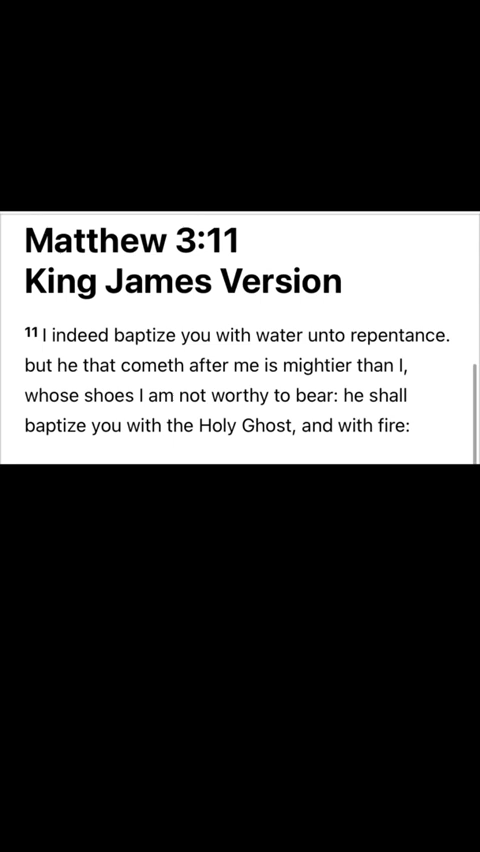 Matthew 3:11
King James Version
11 I indeed baptize you with water unto repentance.
but he that cometh after me is mightier than I,
whose shoes I am not worthy to bear: he shall
baptize you with the Holy Ghost, and with fire: